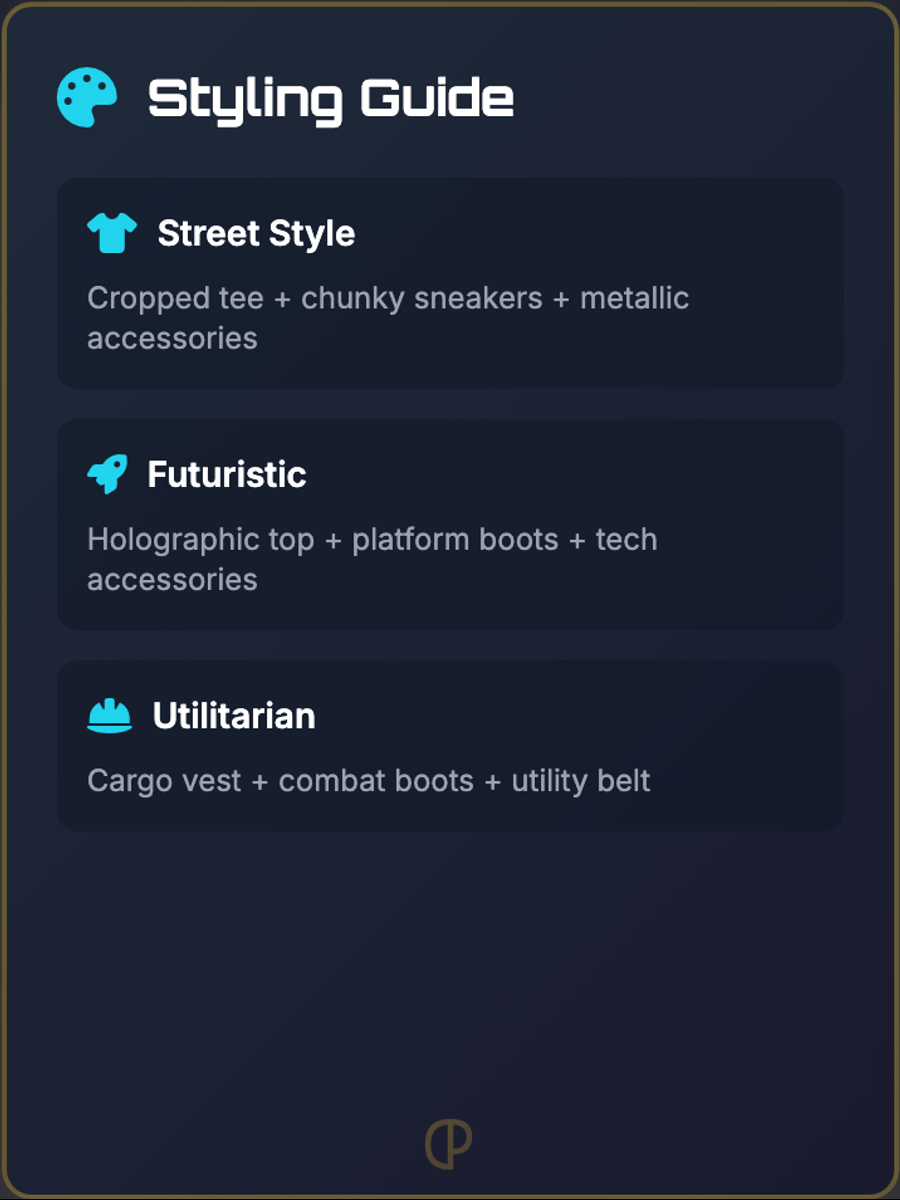 Styling Guide
Street Style
Cropped tee + chunky sneakers + metallic
accessories
Futuristic
Holographic top + platform boots + tech
accessories
Utilitarian
Cargo vest + combat boots + utility belt